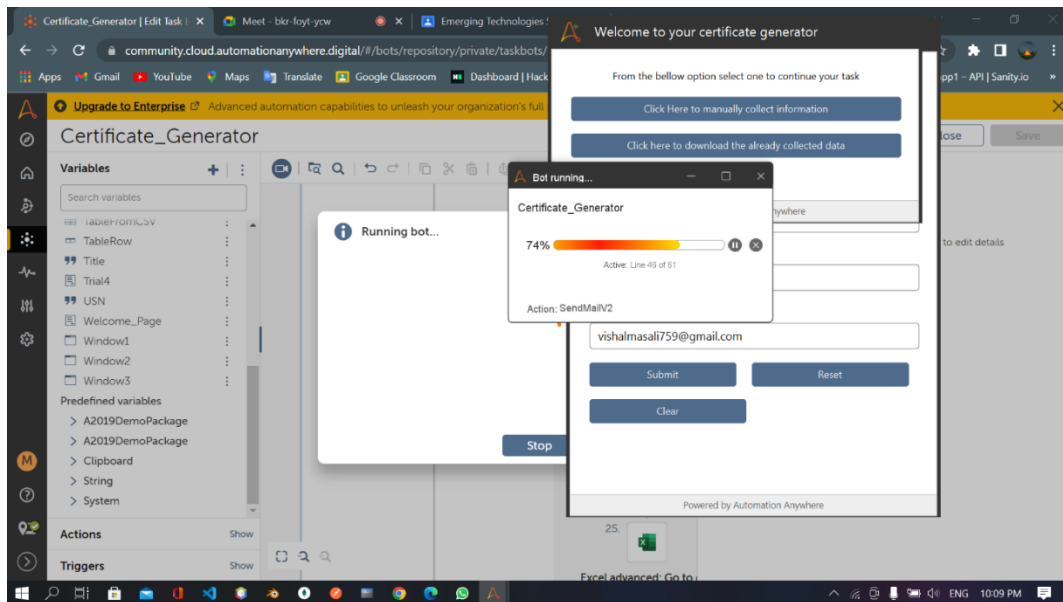 Certificate_Generator | Edit Task
Meet - bkr-foyt-ycw
Emerging Technologies
community.cloud.automationanywhere.digital/#/bots/repository/private/taskbots/
Apps
Gmail
YouTube
Maps
Translate
Google Classroom
Dashboard | Hack
pp1 – API | Sanity.io
»
Upgrade to Enterprise
Advanced automation capabilities to unleash your organization's full
Certificate_Generator
lose
Save
Variables
Search variables
TableFromCSV
TableRow
Title
Trial4
USN
Welcome_Page
Window1
Window2
Window3
Predefined variables
A2019DemoPackage
A2019DemoPackage
Clipboard
String
System
Actions
Show
Triggers
Show
M
Running bot...
Stop
Welcome to your certificate generator
From the bellow option select one to continue your task
Click Here to manually collect information
Click here to download the already collected data
nywhere
Bot running...
Certificate_Generator
74%
Active: Line 46 of 61
Action: SendMailV2
to edit details
vishalmasali759@gmail.com
Submit
Reset
Clear
Powered by Automation Anywhere
25.
Excel advanced: Go to
ENG
10:09 PM